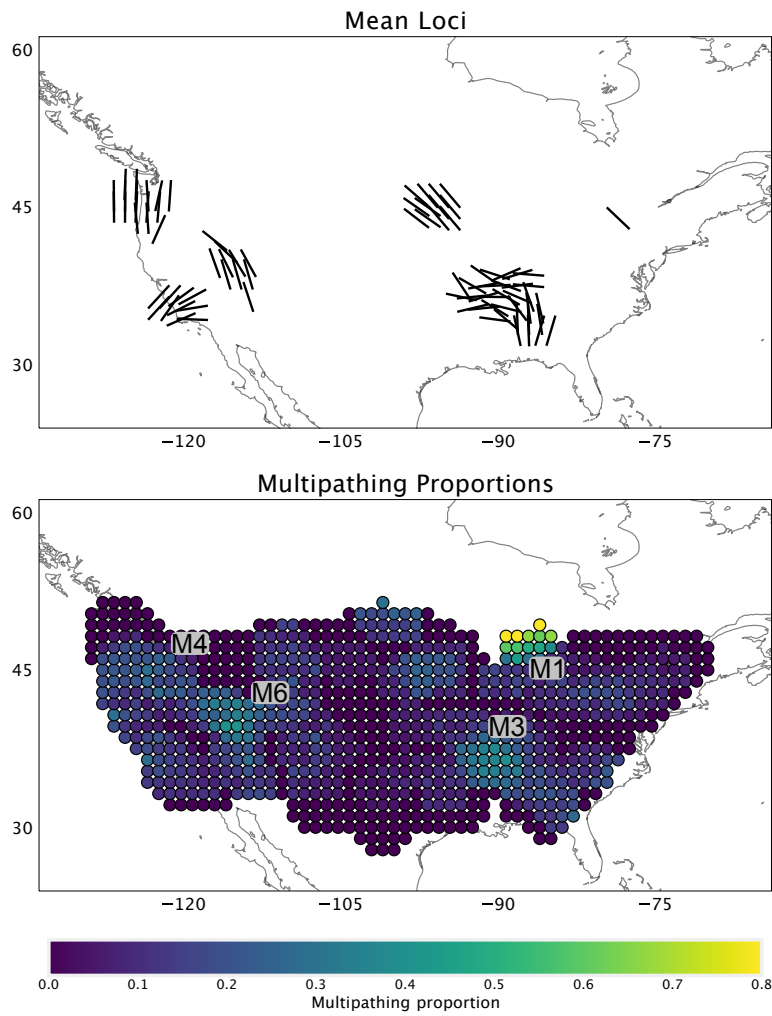 Mean Loci
60
45
30
−120 −105 −90 −75
Multipathing Proportions
60
M4
45
M1
M6
M3
30
−120 −105 −90 −75
0.0 0.1 0.2 0.3 0.4 0.5 0.6 0.7 0.8
Multipathing proportion